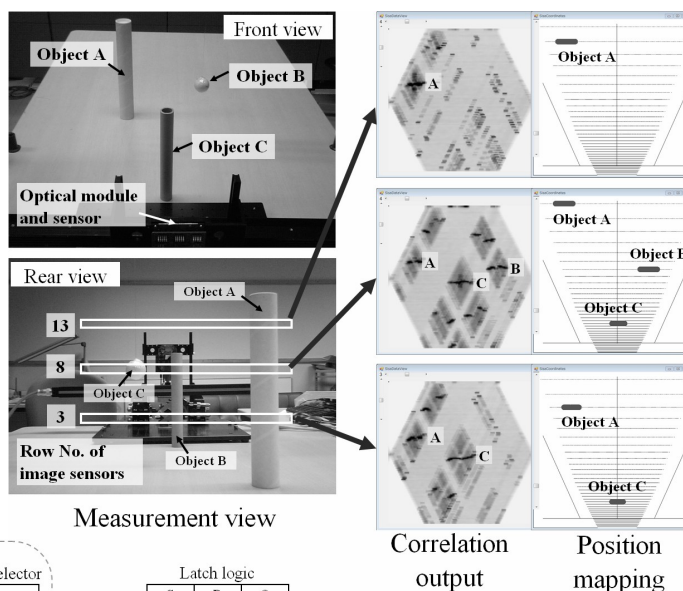 Front view
Object A
Object B
Object C
Optical module
and sensor
Rear view
Object A
13
8
3
Object C
Object B
Row No. of
image sensors
Measurement view
A
Object A
A
B
C
Object A
Object B
Object C
A
C
Object A
Object C
Correlation
output
Position
mapping
elector
Latch logic